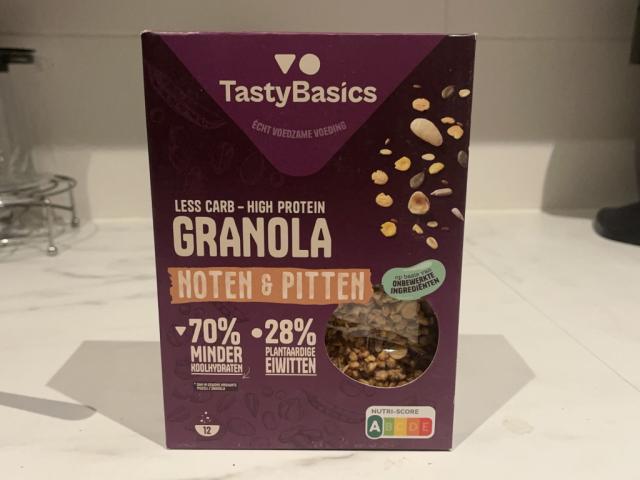 TastyBasics
ÉCHT VOEDZAME VOEDING
LESS CARB – HIGH PROTEIN
GRANOLA
NOTEN & PITTEN
op basis van
ONBEWERKTE
INGREDIËNTEN
70%
MINDER
KOOLHYDRATEN
28%
PLANTAARDIGE
EIWITTEN
12
NUTRI-SCORE
A B C D E